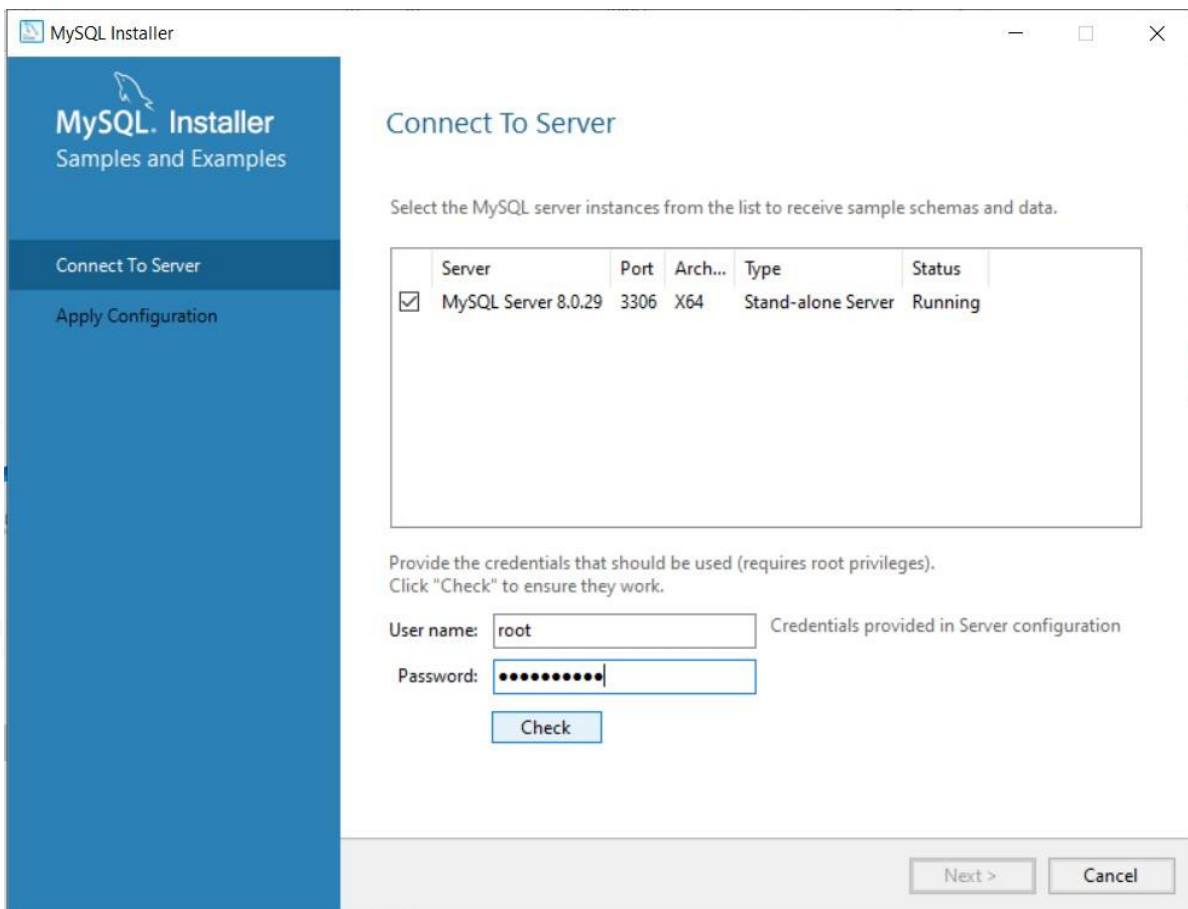 MySQL Installer
MySQL. Installer
Samples and Examples
Connect To Server
Apply Configuration
Connect To Server
Select the MySQL server instances from the list to receive sample schemas and data.
Server Port Arch... Type Status
MySQL Server 8.0.29 3306 X64 Stand-alone Server Running
Provide the credentials that should be used (requires root privileges).
Click "Check" to ensure they work.
User name: root Credentials provided in Server configuration
Password: ●●●●●●●●●●
Check
Next > Cancel